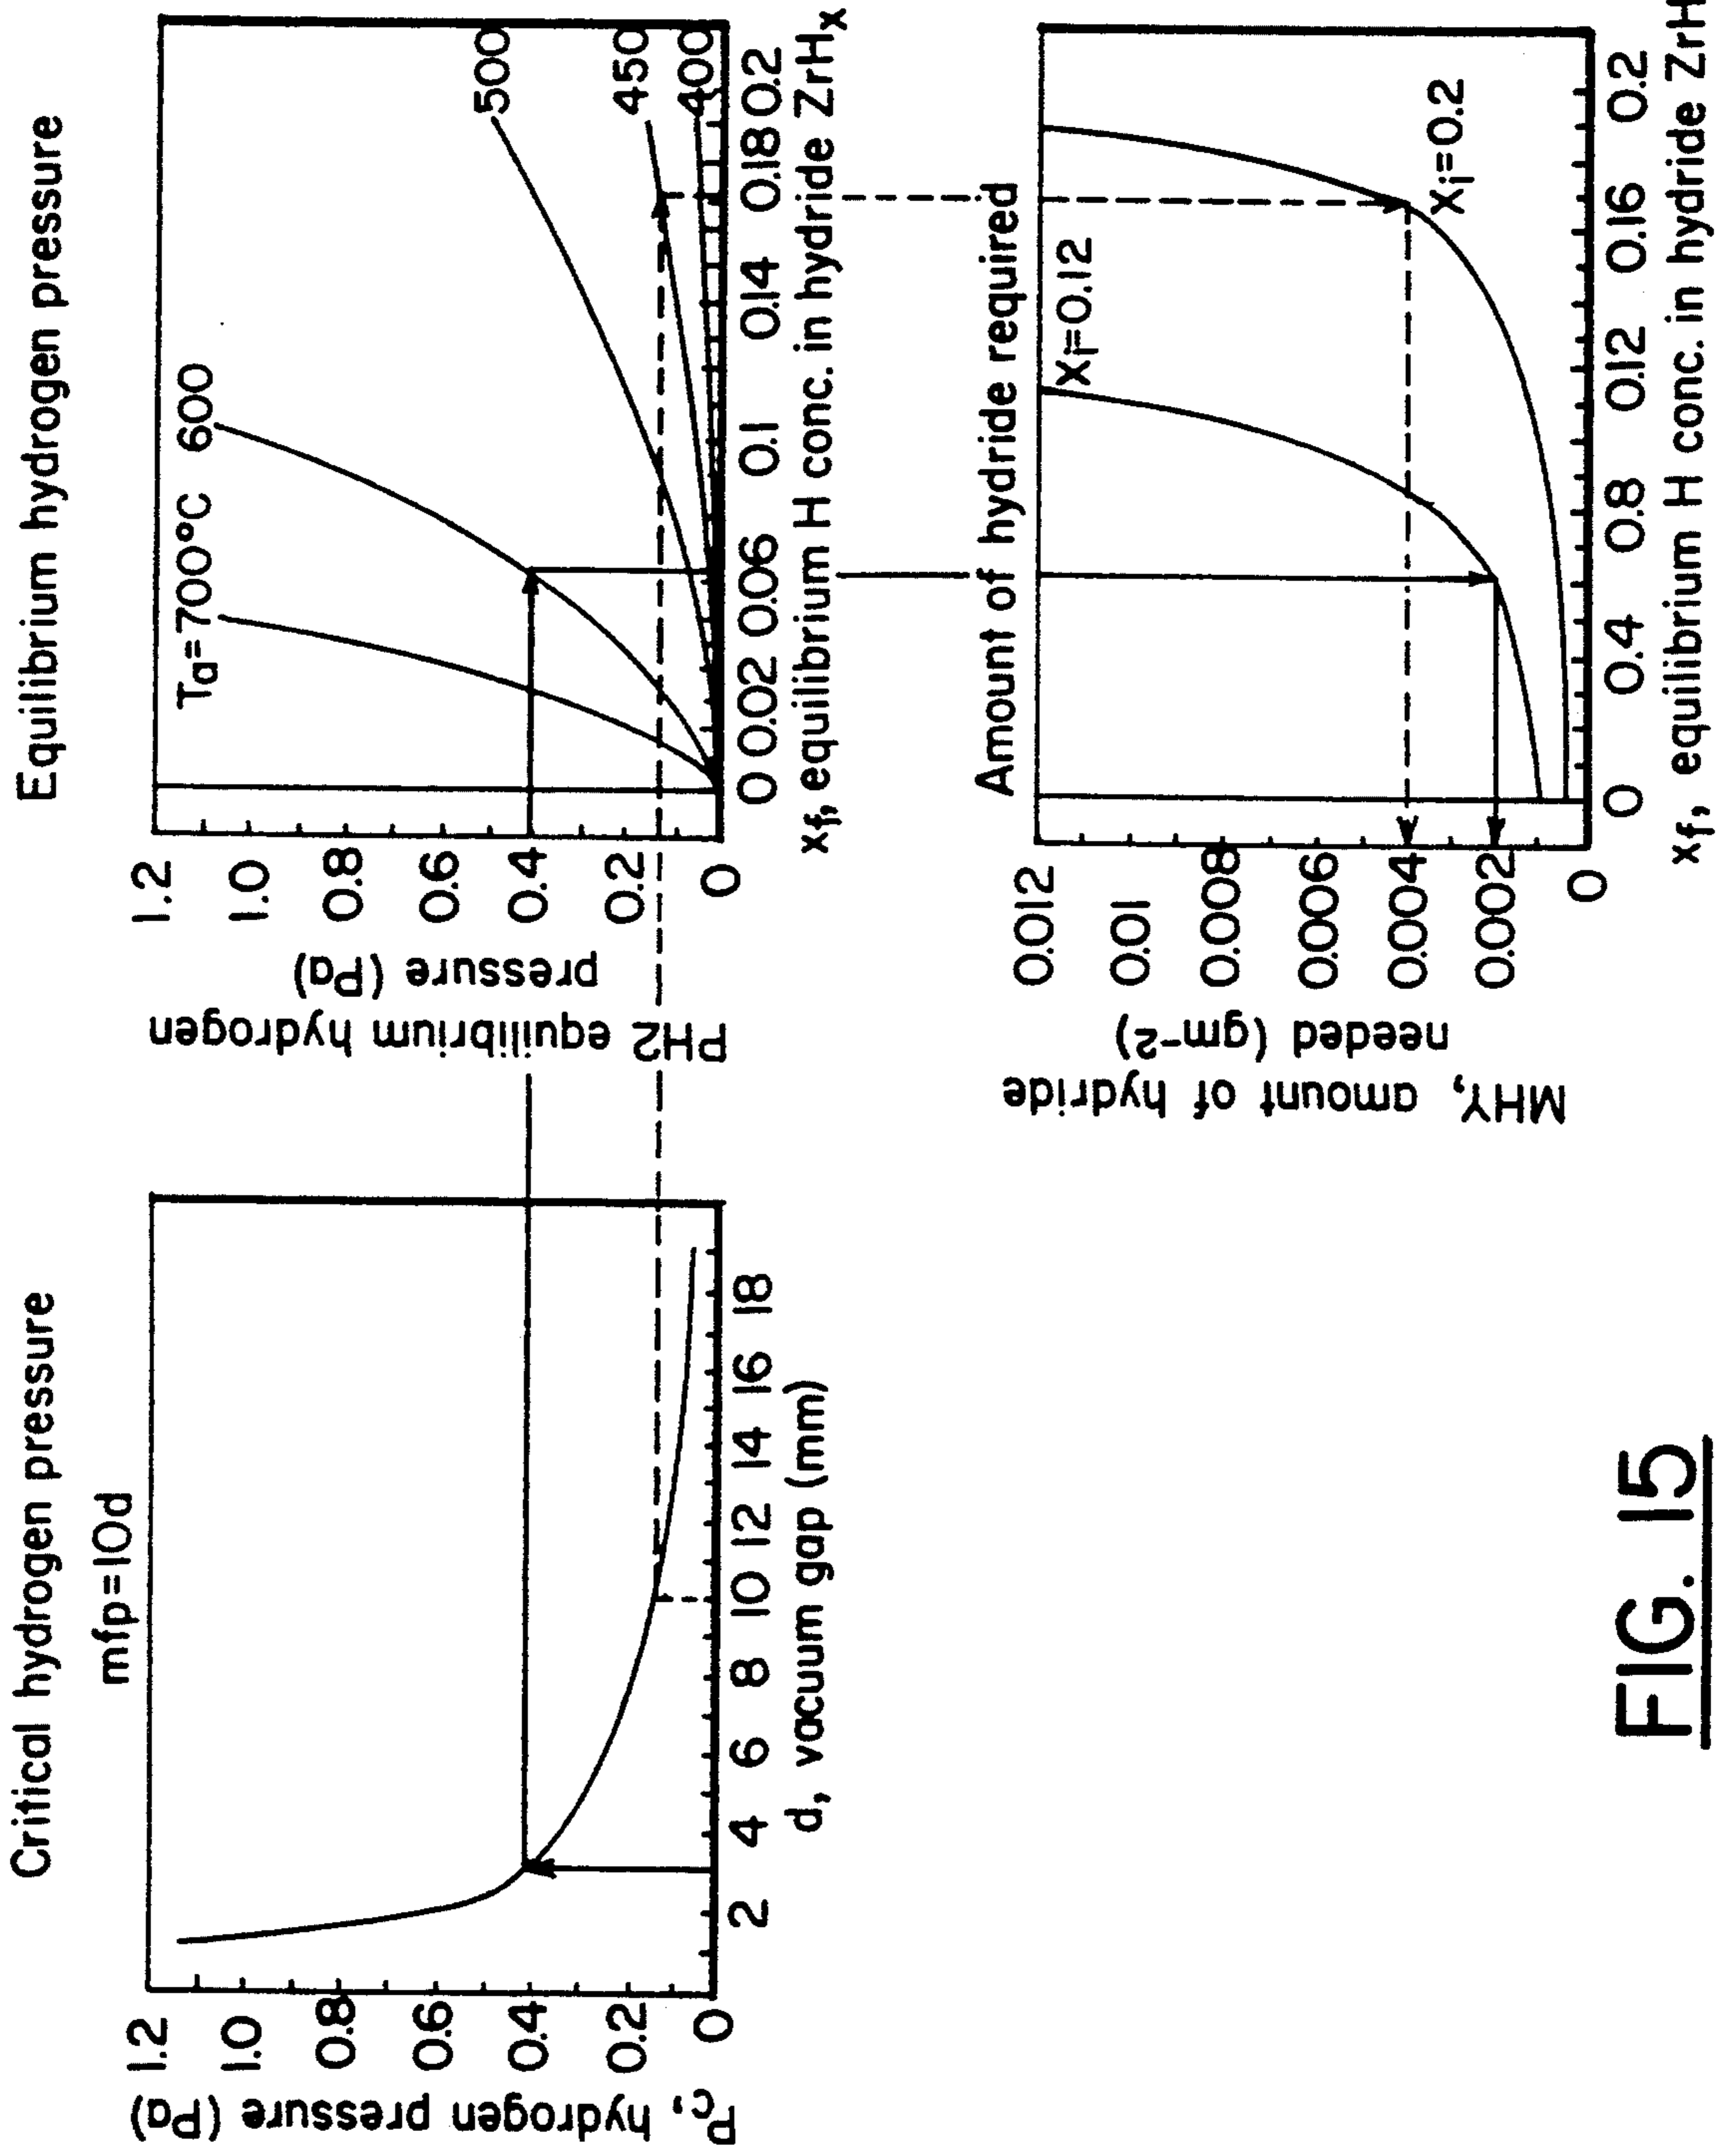 Critical hydrogen pressure
mfp=10d
1.2
1.0
0.8
0.6
0.4
0.2
0
Pc, hydrogen pressure (Pa)
2 4 6 8 10 12 14 16 18
d, vacuum gap (mm)
Equilibrium hydrogen pressure
Ta=700°C 600
500
450
400
1.2
1.0
0.8
0.6
0.4
0.2
0
PH2 equilibrium hydrogen
pressure (Pa)
0 0.02 0.06 0.1 0.14 0.18 0.2
xf, equilibrium H conc. in hydride ZrHx
Amount of hydride required
Xi=0.12
Xi=0.2
0.012
0.01
0.008
0.006
0.004
0.002
0
MHY, amount of hydride
needed (gm-2)
0 0.4 0.8 0.12 0.16 0.2
xf, equilibrium H conc. in hydride ZrH
FIG. 15